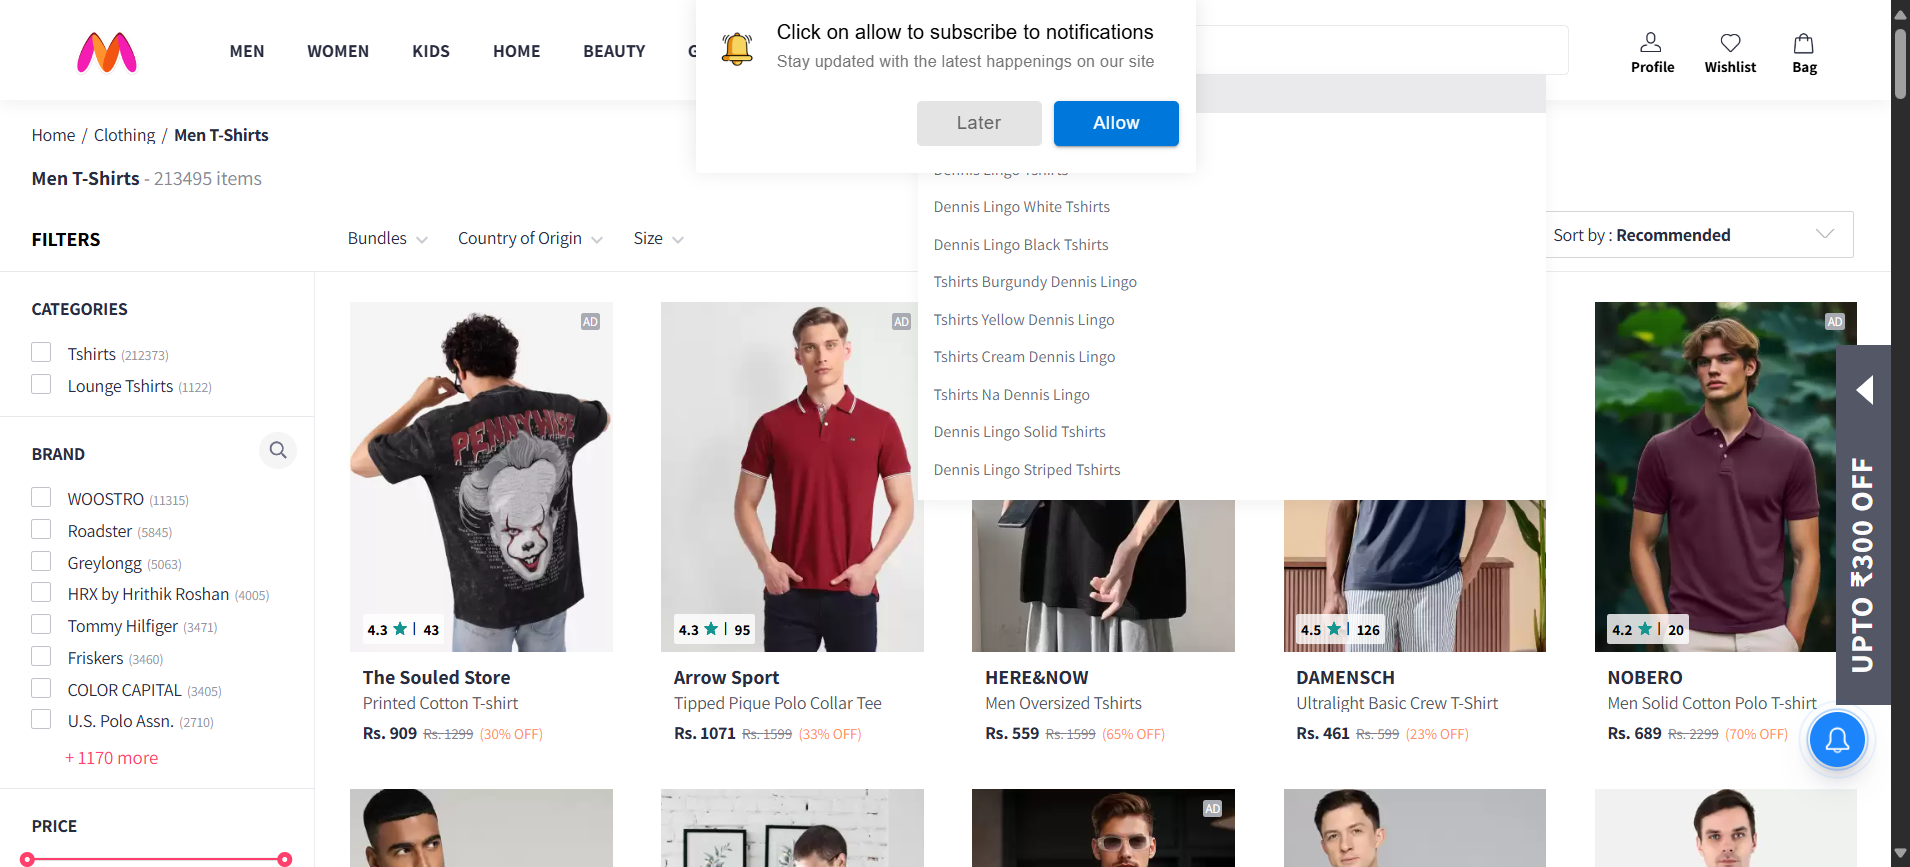 MEN WOMEN KIDS HOME BEAUTY G
Click on allow to subscribe to notifications
Stay updated with the latest happenings on our site
Later Allow
Profile Wishlist Bag
Home / Clothing / Men T-Shirts
Men T-Shirts - 213495 items
Dennis Lingo Tshirts
Dennis Lingo White Tshirts
Dennis Lingo Black Tshirts
Tshirts Burgundy Dennis Lingo
Tshirts Yellow Dennis Lingo
Tshirts Cream Dennis Lingo
Tshirts Na Dennis Lingo
Dennis Lingo Solid Tshirts
Dennis Lingo Striped Tshirts
FILTERS
Bundles Country of Origin Size
Sort by : Recommended
CATEGORIES
Tshirts (212373)
Lounge Tshirts (1122)
BRAND
WOOSTRO (11315)
Roadster (5845)
Greylongg (5063)
HRX by Hrithik Roshan (4005)
Tommy Hilfiger (3471)
Friskers (3460)
COLOR CAPITAL (3405)
U.S. Polo Assn. (2710)
+ 1170 more
PRICE
AD
PENNYWISE
4.3 ★ | 43
The Souled Store
Printed Cotton T-shirt
Rs. 909 Rs. 1299 (30% OFF)
AD
4.3 ★ | 95
Arrow Sport
Tipped Pique Polo Collar Tee
Rs. 1071 Rs. 1599 (33% OFF)
HERE&NOW
Men Oversized Tshirts
Rs. 559 Rs. 1599 (65% OFF)
4.5 ★ | 126
DAMENSCH
Ultralight Basic Crew T-Shirt
Rs. 461 Rs. 599 (23% OFF)
AD
4.2 ★ | 20
NOBERO
Men Solid Cotton Polo T-shirt
Rs. 689 Rs. 2299 (70% OFF)
AD
UPTO ₹300 OFF